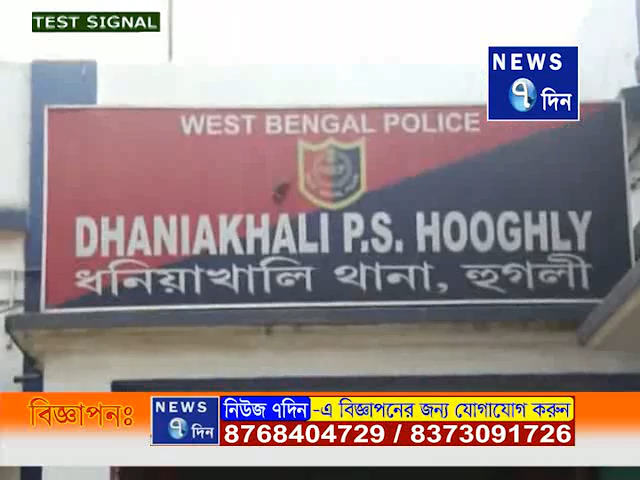 TEST SIGNAL
NEWS
৭ দিন
WEST BENGAL POLICE
DHANIAKHALI P.S. HOOGHLY
ধনিয়াখালি থানা, হুগলী
বিজ্ঞাপনঃ
NEWS
৭ দিন
নিউজ ৭দিন -এ বিজ্ঞাপনের জন্য যোগাযোগ করুন
8768404729 / 8373091726